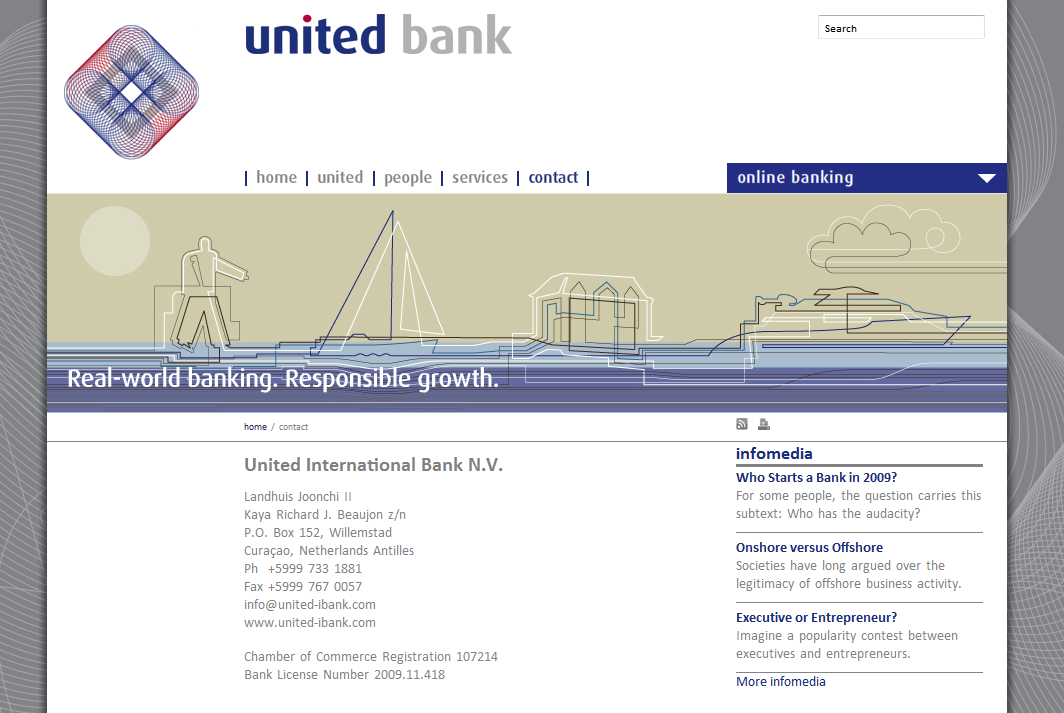 united bank
Search
| home | united | people | services | contact |
online banking
Real-world banking. Responsible growth.
home / contact
United International Bank N.V.
Landhuis Joonchi II
Kaya Richard J. Beaujon z/n
P.O. Box 152, Willemstad
Curaçao, Netherlands Antilles
Ph +5999 733 1881
Fax +5999 767 0057
info@united-ibank.com
www.united-ibank.com
Chamber of Commerce Registration 107214
Bank License Number 2009.11.418
infomedia
Who Starts a Bank in 2009?
For some people, the question carries this
subtext: Who has the audacity?
Onshore versus Offshore
Societies have long argued over the
legitimacy of offshore business activity.
Executive or Entrepreneur?
Imagine a popularity contest between
executives and entrepreneurs.
More infomedia